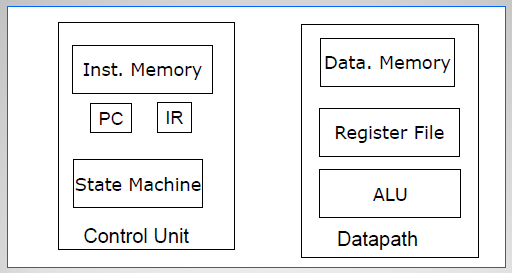 Inst. Memory
PC
IR
State Machine
Control Unit
Data. Memory
Register File
ALU
Datapath